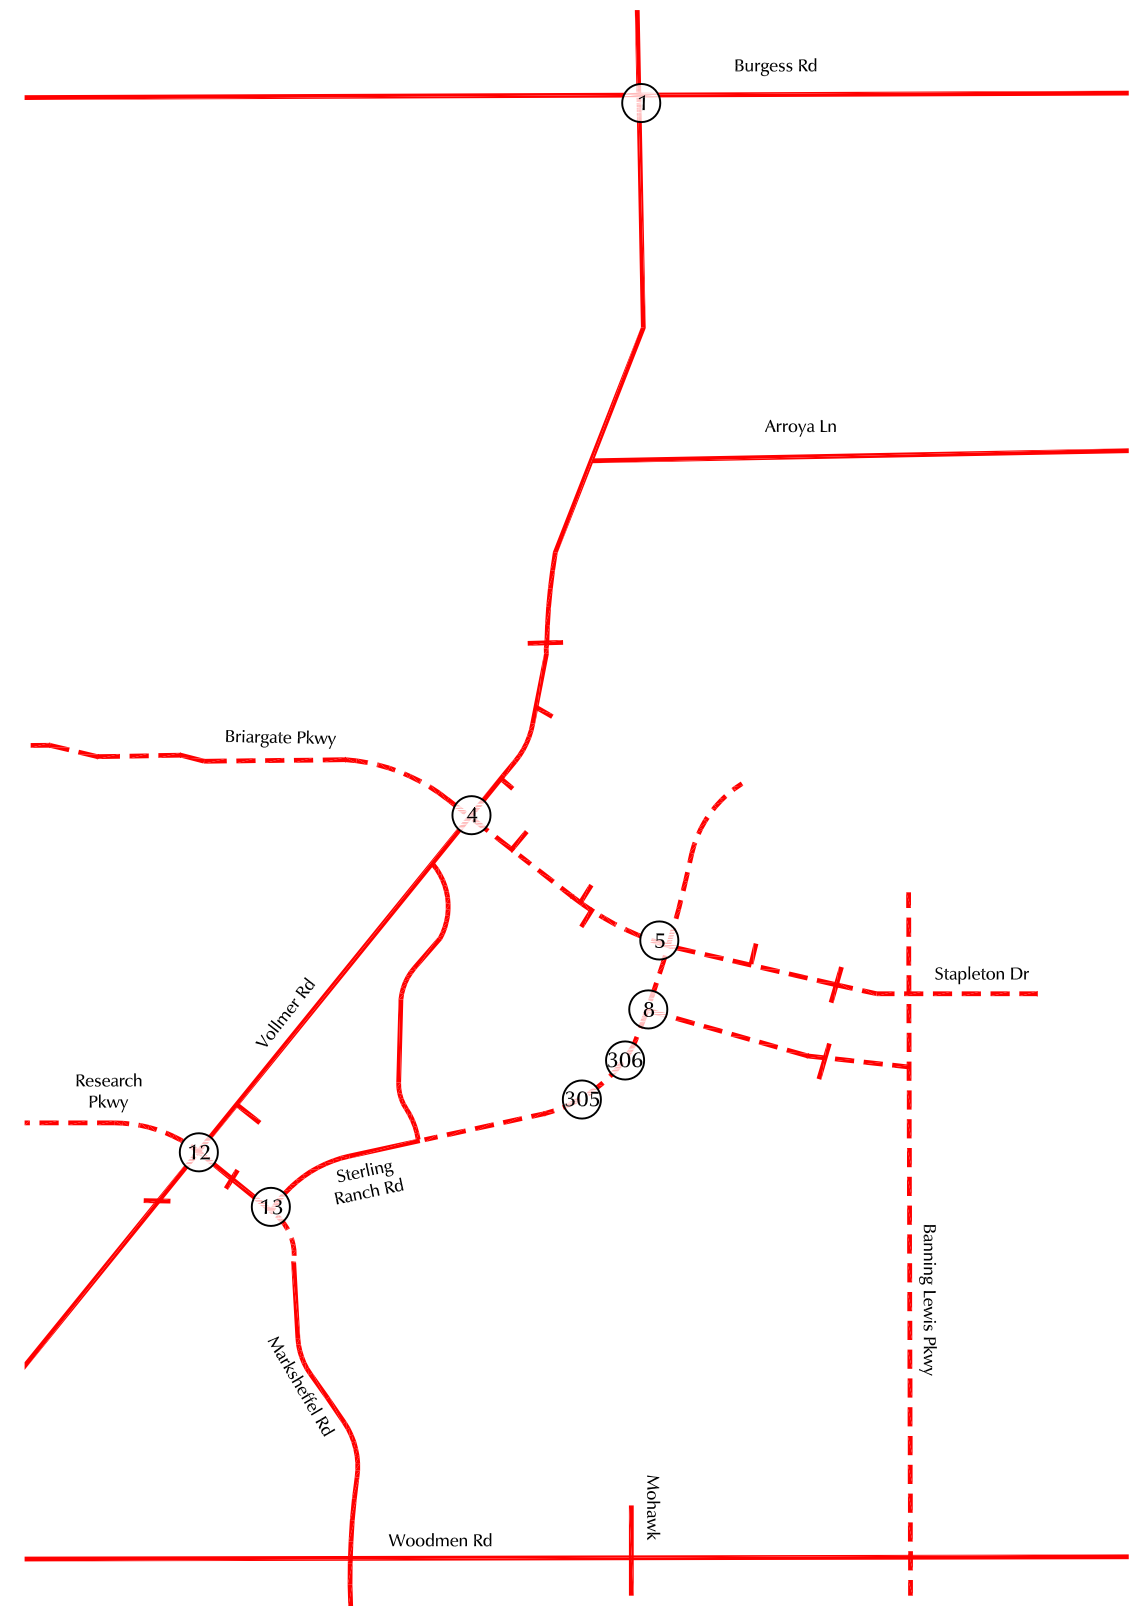 Burgess Rd
1
Arroya Ln
Briargate Pkwy
4
5
Stapleton Dr
Vollmer Rd
8
306
Research
Pkwy
305
12
Sterling
Ranch Rd
13
Banning Lewis Pkwy
Marksheffel Rd
Mohawk
Woodmen Rd